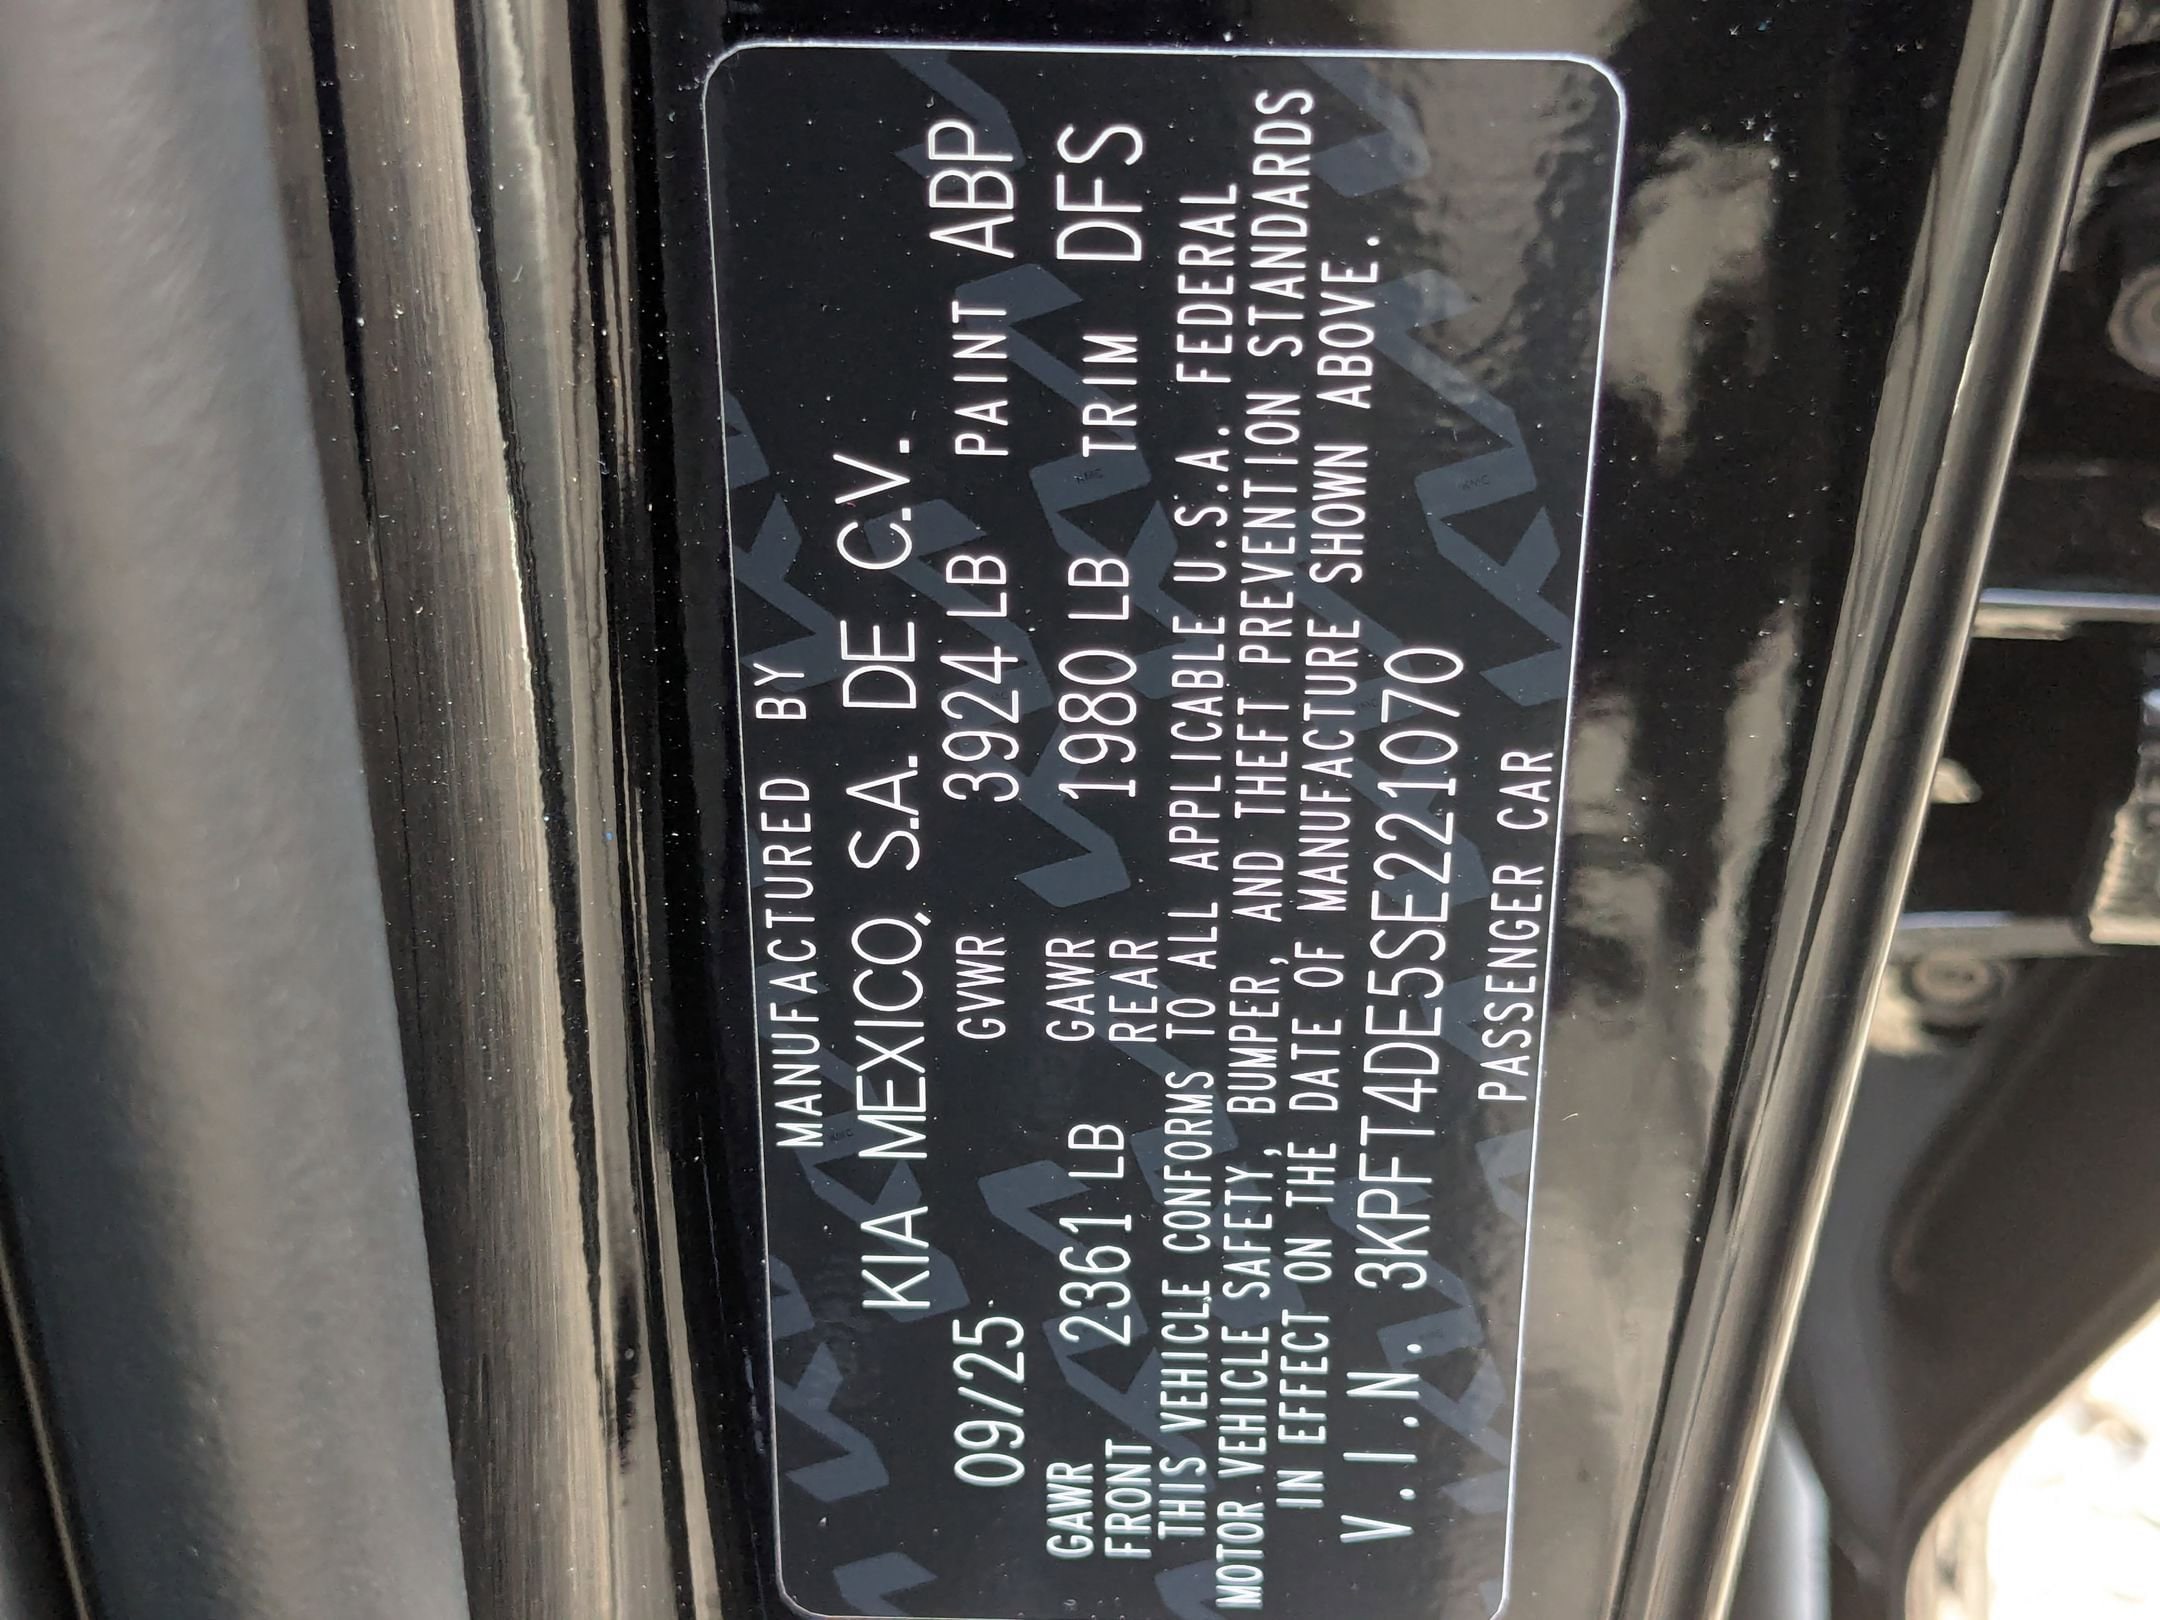 MANUFACTURED BY
KIA MEXICO, S.A. DE C.V.
09/25 GVWR 3924 LB PAINT ABP
GAWR FRONT 2361 LB GAWR REAR 1980 LB TRIM DFS
THIS VEHICLE CONFORMS TO ALL APPLICABLE U.S.A. FEDERAL
MOTOR VEHICLE SAFETY, BUMPER, AND THEFT PREVENTION STANDARDS
IN EFFECT ON THE DATE OF MANUFACTURE SHOWN ABOVE.
V.I.N. 3KPFT4DE5SE221070
PASSENGER CAR